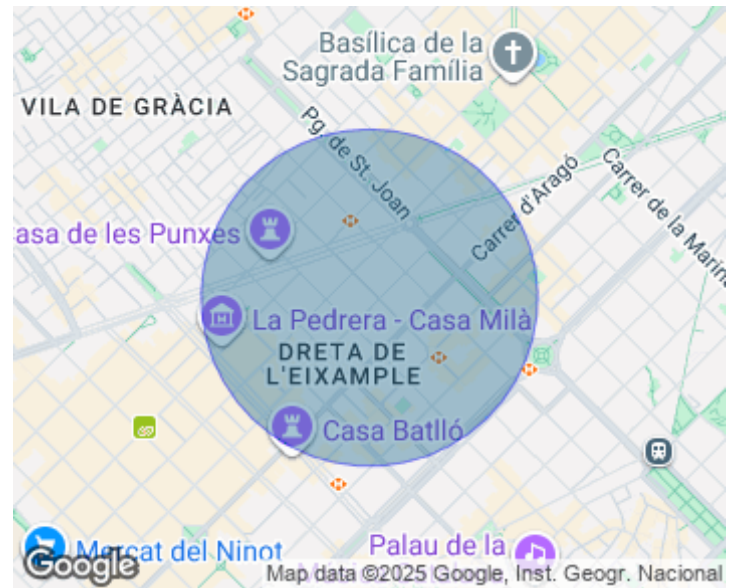 Basílica de la
Sagrada Família
VILA DE GRÀCIA
Pg. de St. Joan
Carrer d'Aragó
Carrer de la Marina
asa de les Punxes
La Pedrera - Casa Milà
DRETA DE
L'EIXAMPLE
Casa Batlló
Mercat del Ninot
Palau de la
Google
Map data ©2025 Google, Inst. Geogr. Nacional